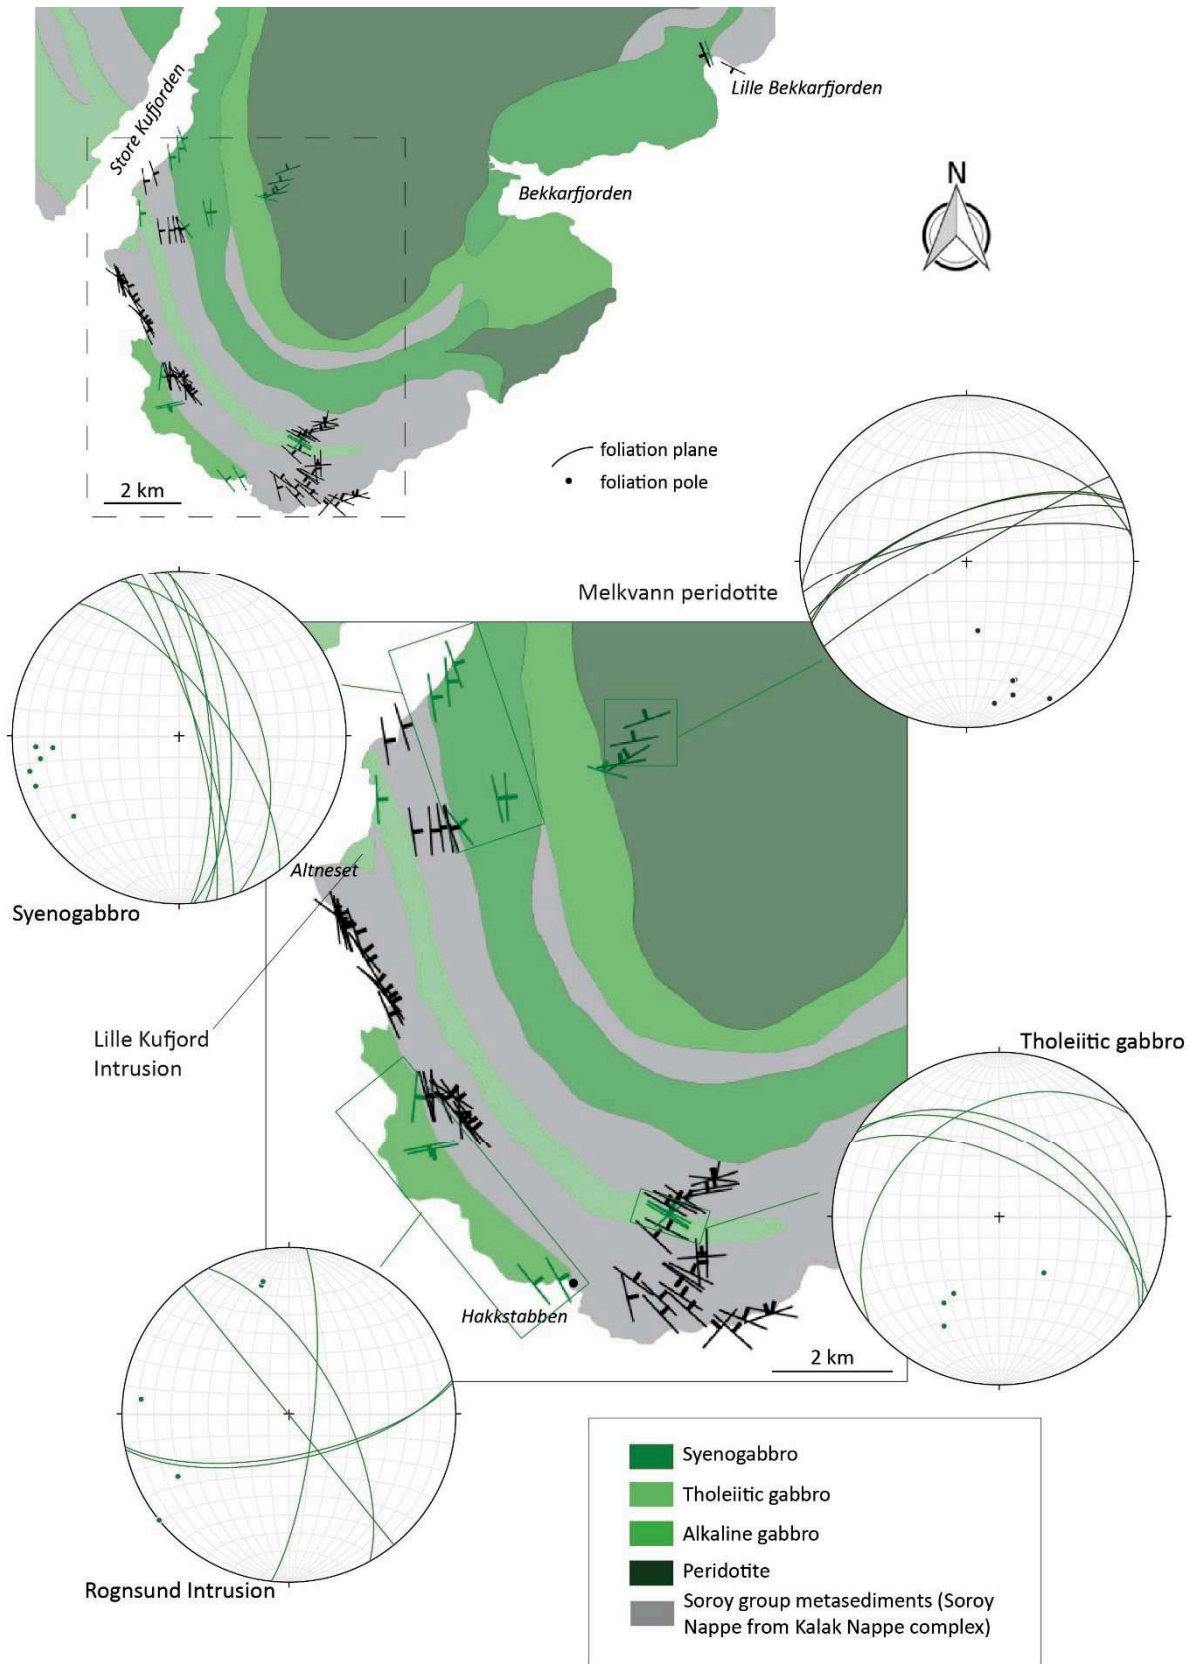 Store Kufjorden
Lille Bekkarfjorden
Bekkarfjorden
N
2 km
foliation plane
foliation pole
Melkvann peridotite
Syenogabbro
Altneset
Lille Kufjord
Intrusion
Tholeiitic gabbro
Hakkstabben
2 km
Rognsund Intrusion
Syenogabbro
Tholeiitic gabbro
Alkaline gabbro
Peridotite
Soroy group metasediments (Soroy
Nappe from Kalak Nappe complex)